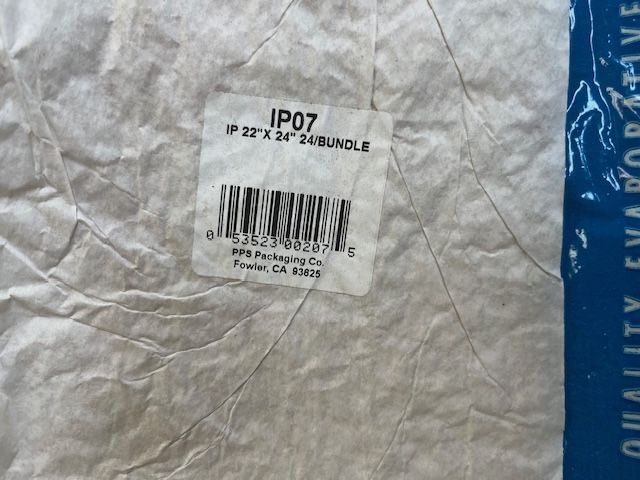 IP07
IP 22"X 24" 24/BUNDLE
0 53523 00207 5
PPS Packaging Co.
Fowler, CA 93625
QUALITY EVAPORATIVE